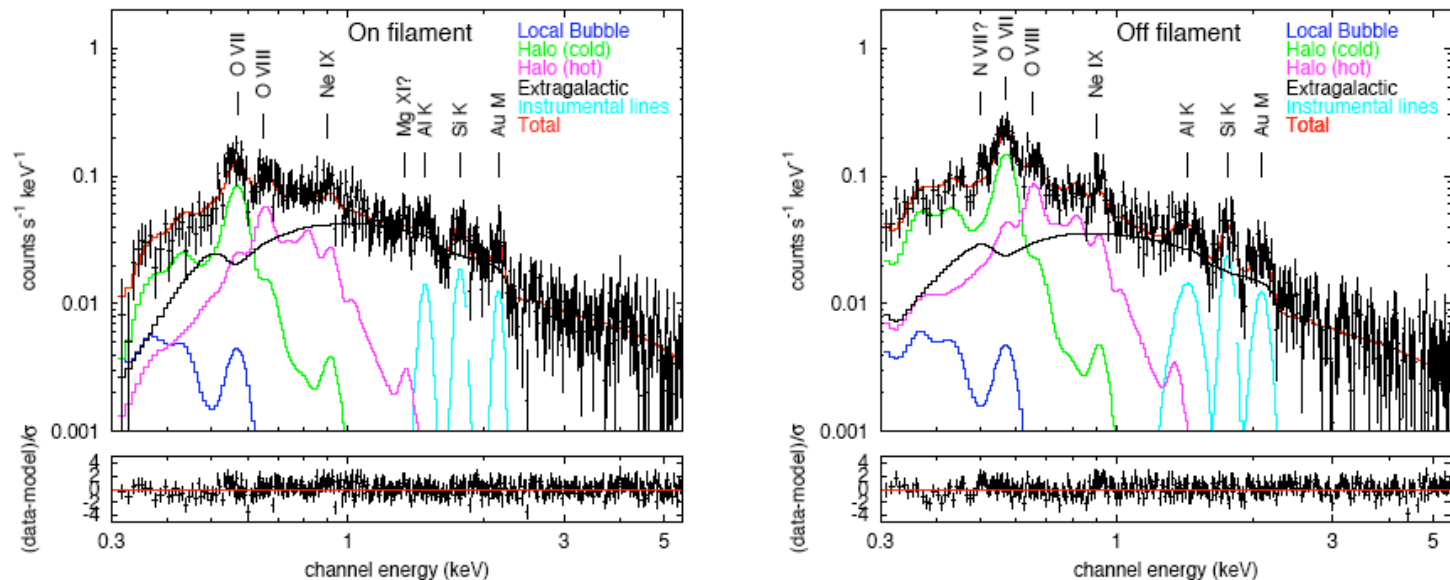 On filament
Local Bubble
Halo (cold)
Halo (hot)
Extragalactic
Instrumental lines
Total
O VII
O VIII
Ne IX
Mg XI?
Al K
Si K
Au M
counts s⁻¹ keV⁻¹
1
0.1
0.01
0.001
(data-model)/σ
4
2
0
-2
-4
0.3
1
3
5
channel energy (keV)
Off filament
Local Bubble
Halo (cold)
Halo (hot)
Extragalactic
Instrumental lines
Total
N VII?
O VII
O VIII
Ne IX
Al K
Si K
Au M
counts s⁻¹ keV⁻¹
1
0.1
0.01
0.001
(data-model)/σ
4
2
0
-2
-4
0.3
1
3
5
channel energy (keV)